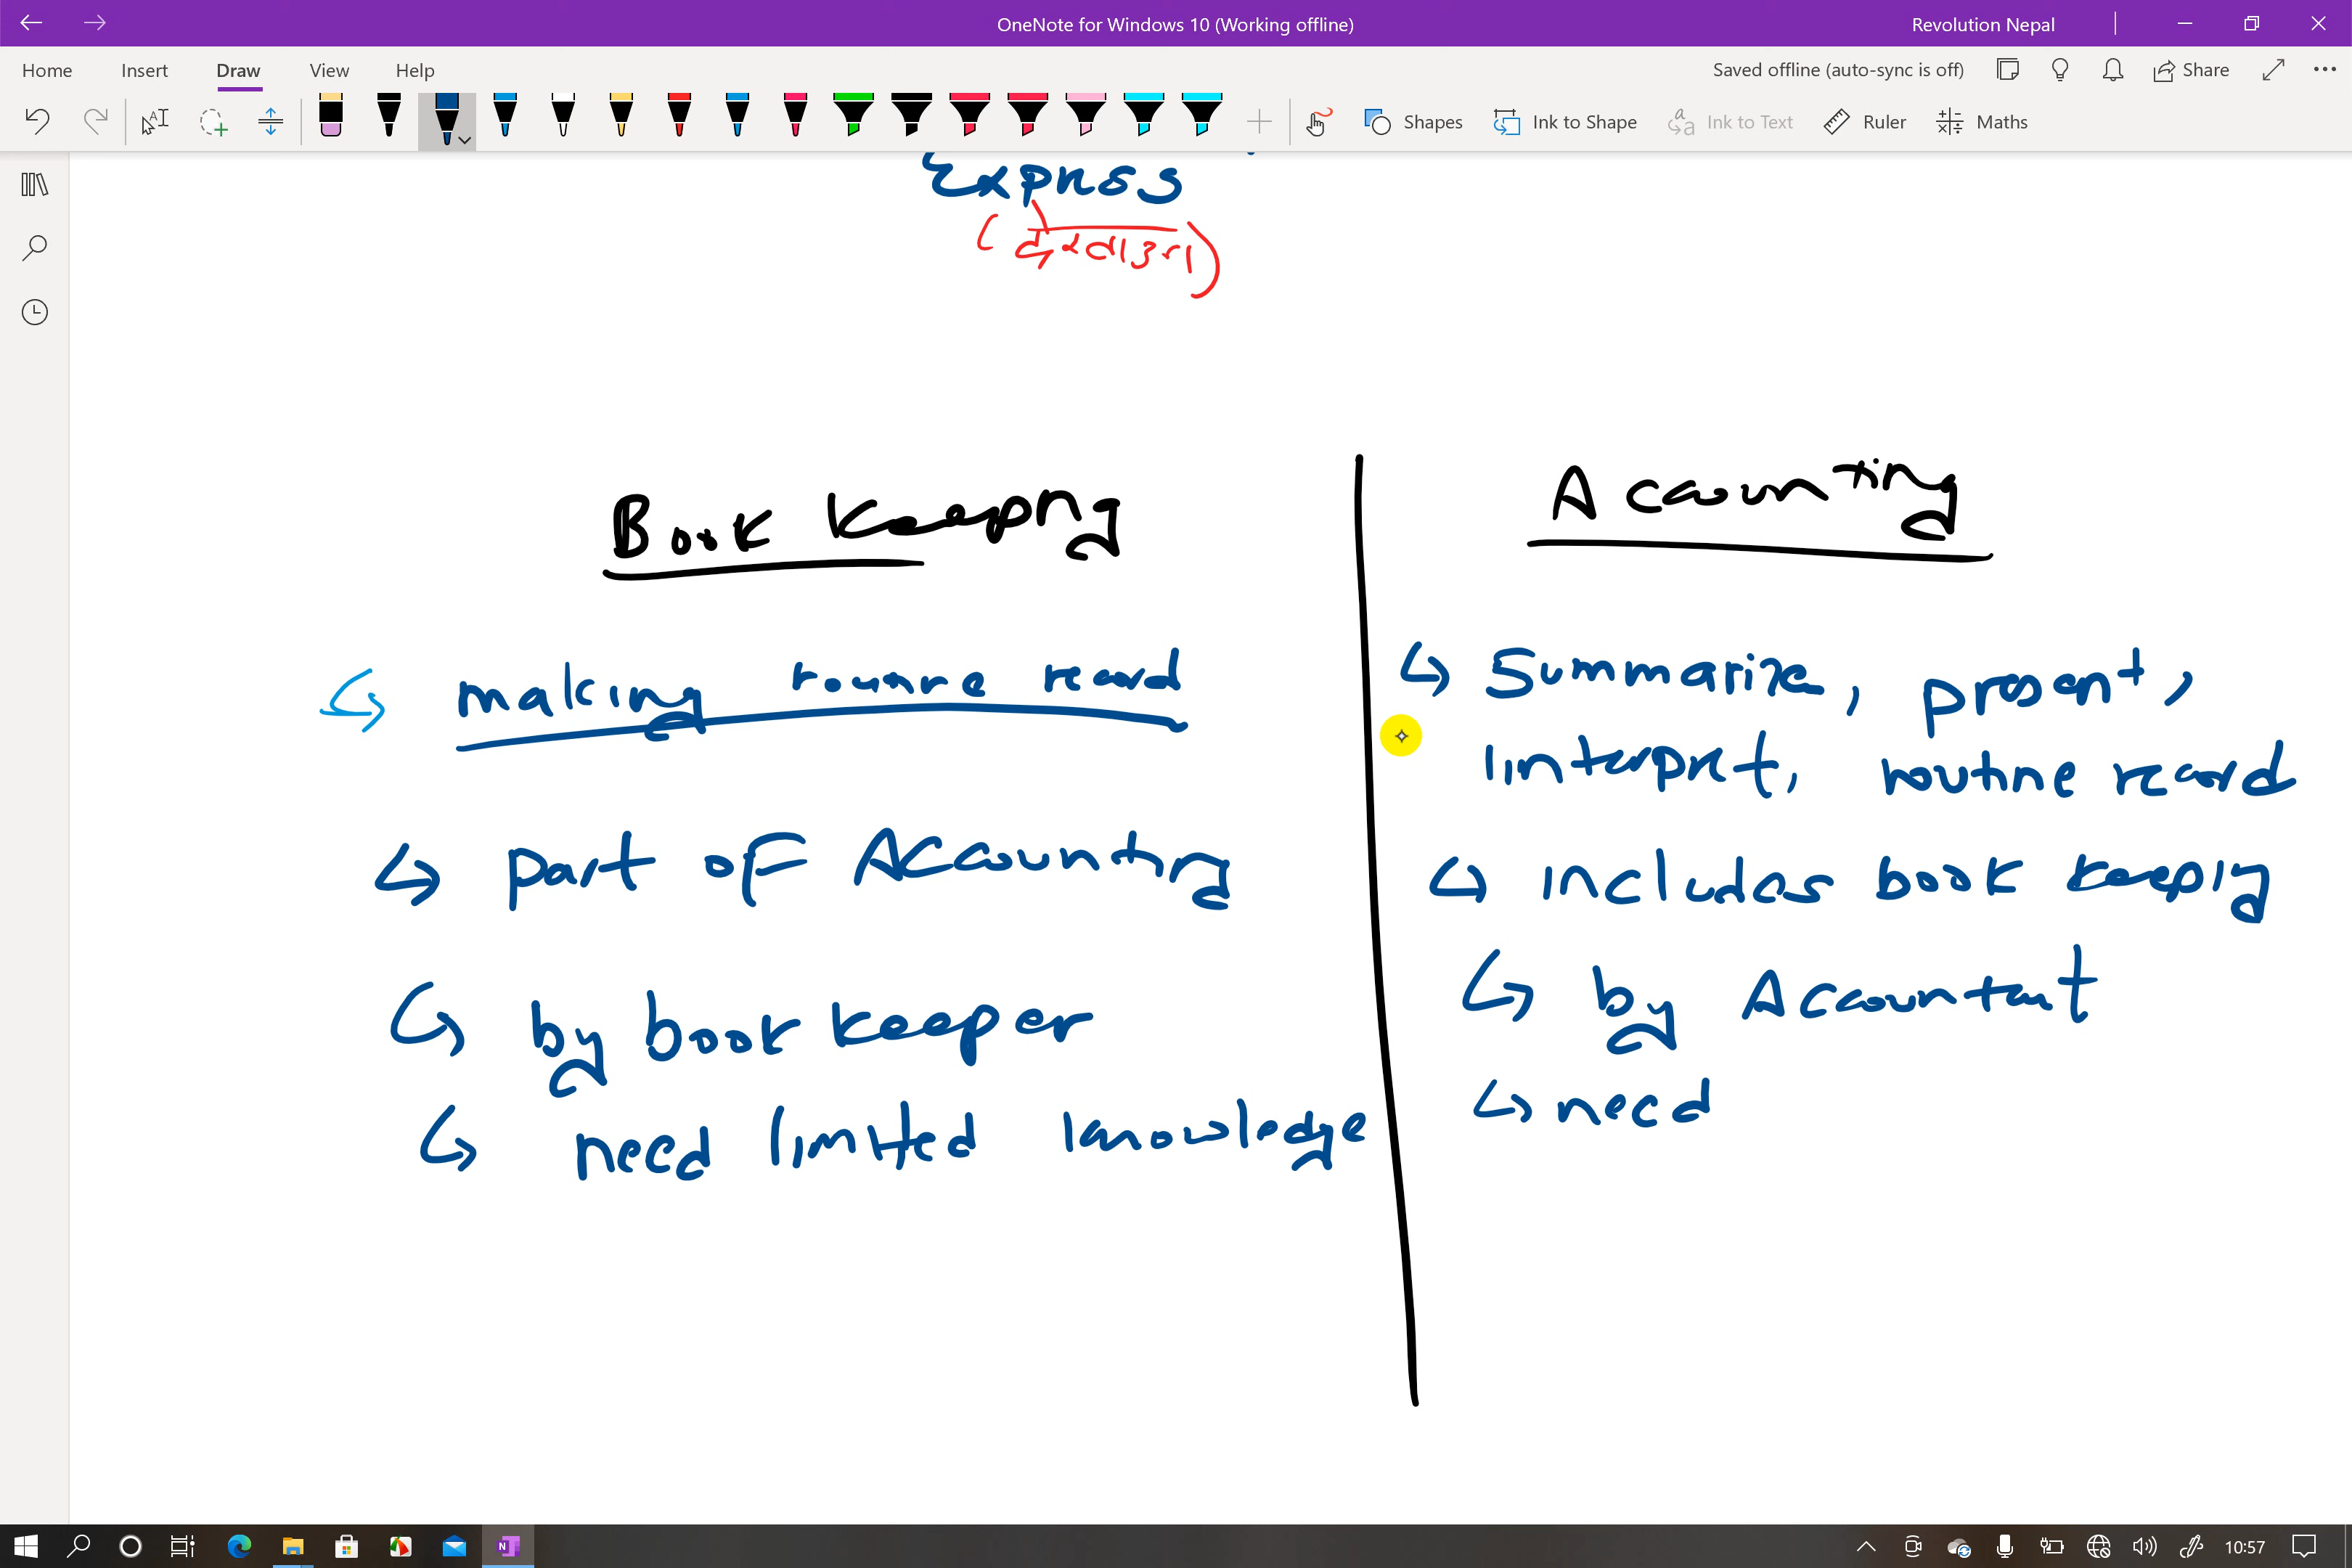 OneNote for Windows 10 (Working offline)
Revolution Nepal
Home Insert Draw View Help
Saved offline (auto-sync is off) Share
Shapes Ink to Shape Ink to Text Ruler Maths
Book keeping
Accounting
making routine record
Summarize, present,
interpret, routine record
part of Accounting
includes book keeping
by book keeper
by Accountant
need limited knowledge
need
10:57